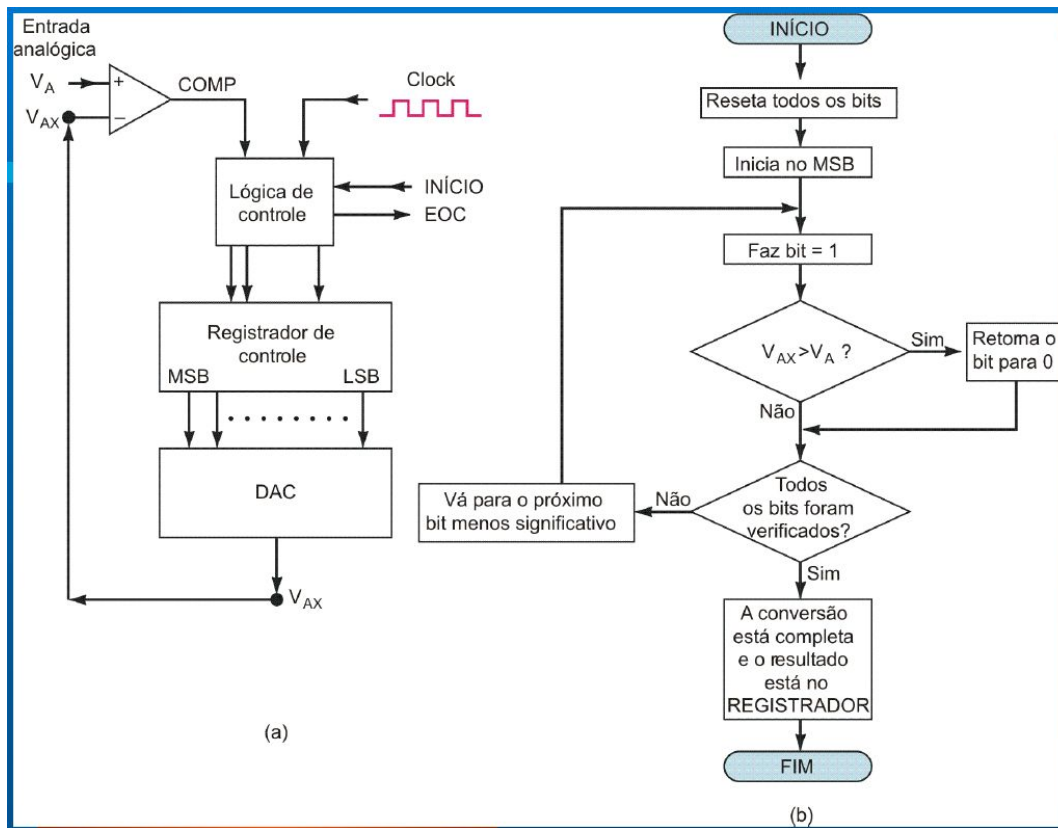 Entrada
analógica
V_A
+
COMP
Clock
V_AX
−
Lógica de
controle
INÍCIO
EOC
Registrador de
controle
MSB
LSB
DAC
V_AX
(a)
INÍCIO
Reseta todos os bits
Inicia no MSB
Faz bit = 1
V_AX>V_A ?
Sim
Retorna o
bit para 0
Não
Todos
os bits foram
verificados?
Não
Vá para o próximo
bit menos significativo
Sim
A conversão
está completa
e o resultado
está no
REGISTRADOR
FIM
(b)